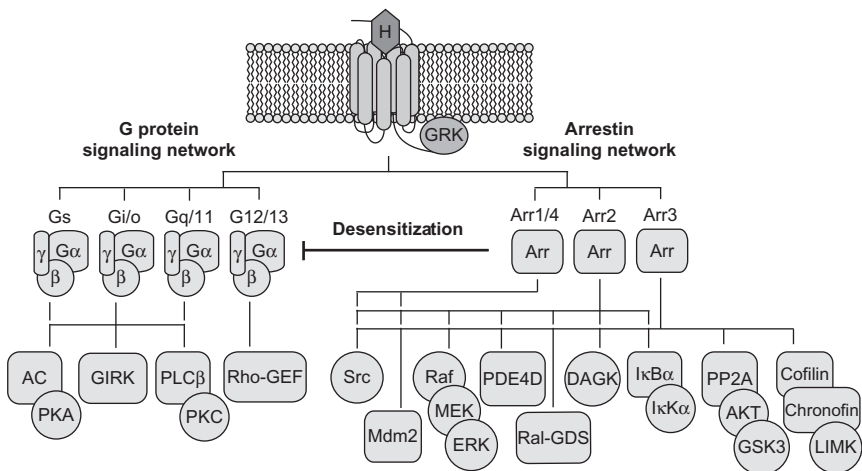 H
GRK
G protein
signaling network
Arrestin
signaling network
Gs Gi/o Gq/11 G12/13
Arr1/4 Arr2 Arr3
Desensitization
γ Gα β γ Gα β γ Gα β γ Gα β
Arr Arr Arr
AC GIRK PLCβ Rho-GEF
PKA PKC
Src Raf PDE4D DAGK IκBα PP2A Cofilin
MEK IκKα AKT Chronofin
Mdm2 ERK Ral-GDS GSK3 LIMK